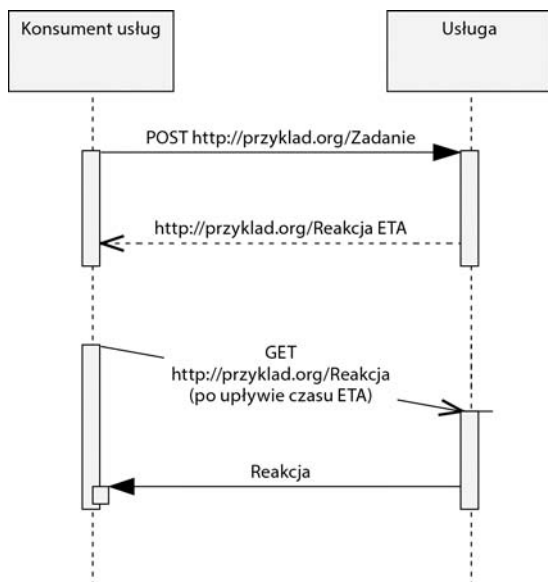 Konsument usług
Usługa
POST http://przyklad.org/Zadanie
http://przyklad.org/Reakcja ETA
GET
http://przyklad.org/Reakcja
(po upływie czasu ETA)
Reakcja